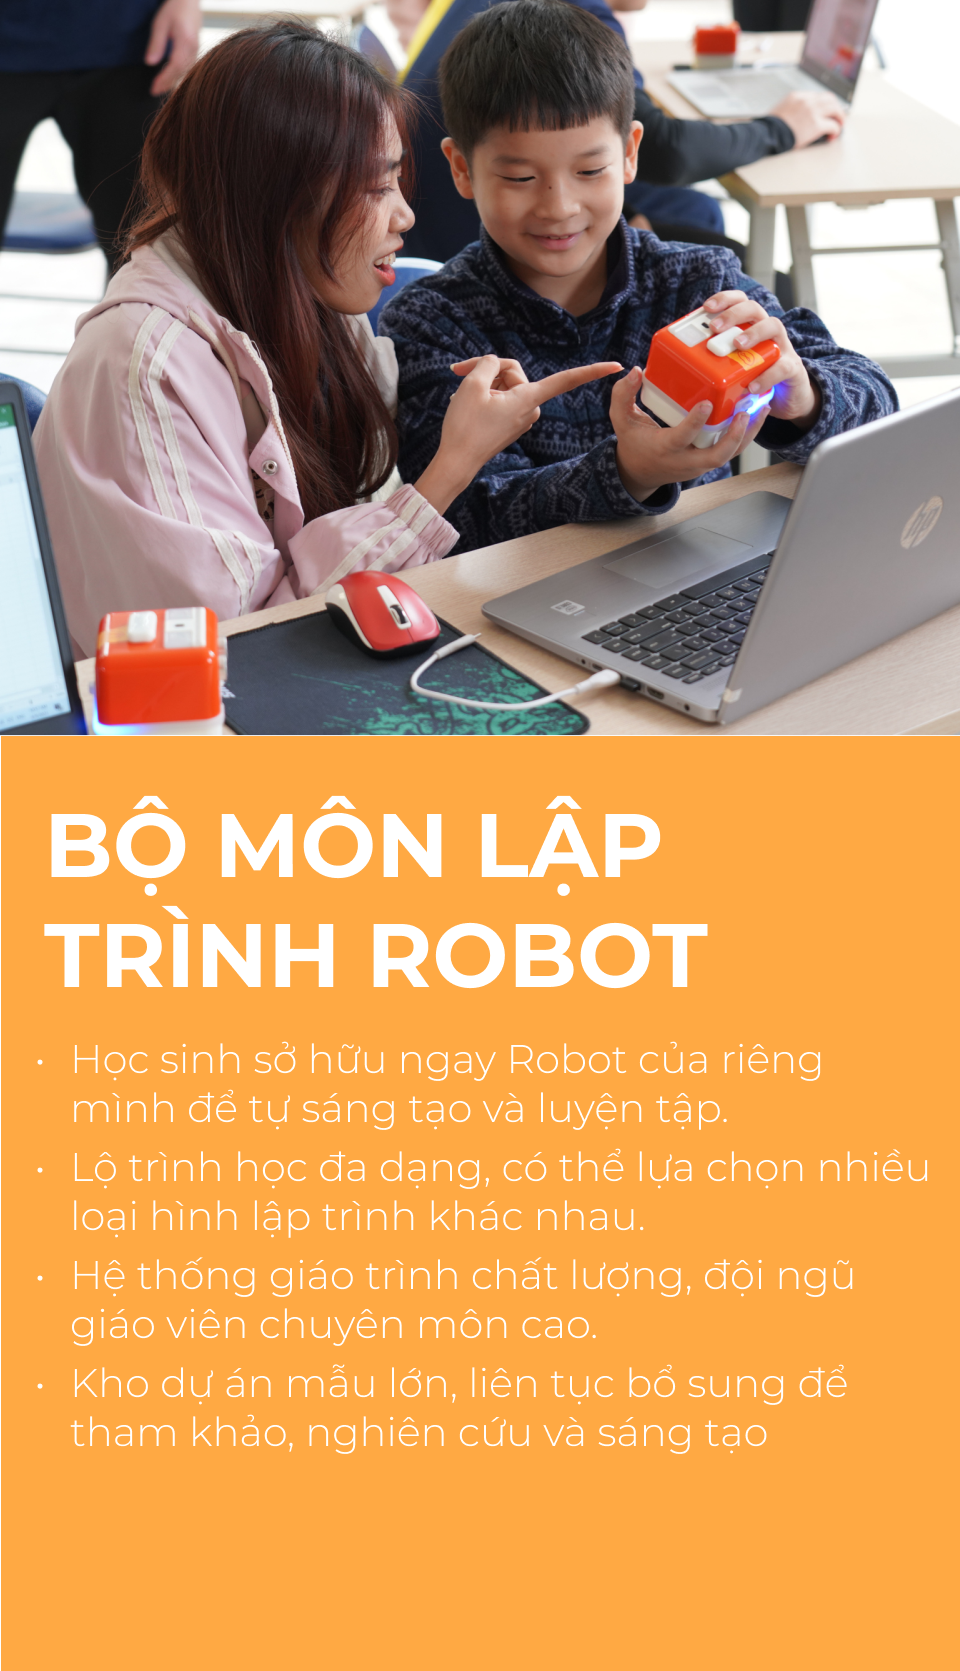 hp
BỘ MÔN LẬP
TRÌNH ROBOT
• Học sinh sở hữu ngay Robot của riêng
mình để tự sáng tạo và luyện tập.
• Lộ trình học đa dạng, có thể lựa chọn nhiều
loại hình lập trình khác nhau.
• Hệ thống giáo trình chất lượng, đội ngũ
giáo viên chuyên môn cao.
• Kho dự án mẫu lớn, liên tục bổ sung để
tham khảo, nghiên cứu và sáng tạo